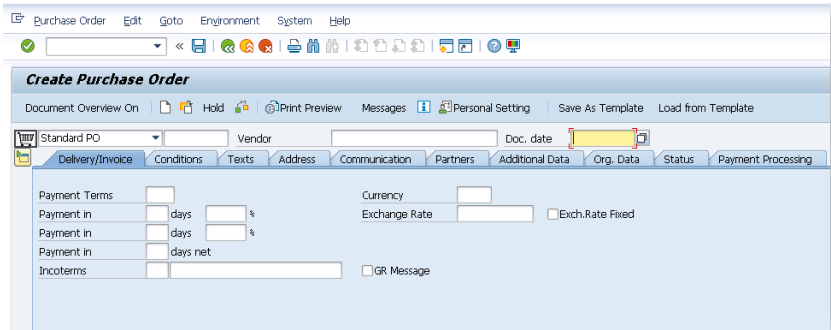 Purchase Order Edit Goto Environment System Help
Create Purchase Order
Document Overview On Hold Print Preview Messages Personal Setting Save As Template Load from Template
Standard PO Vendor Doc. date
Delivery/Invoice Conditions Texts Address Communication Partners Additional Data Org. Data Status Payment Processing
Payment Terms Currency
Payment in days % Exchange Rate Exch.Rate Fixed
Payment in days %
Payment in days net
Incoterms GR Message